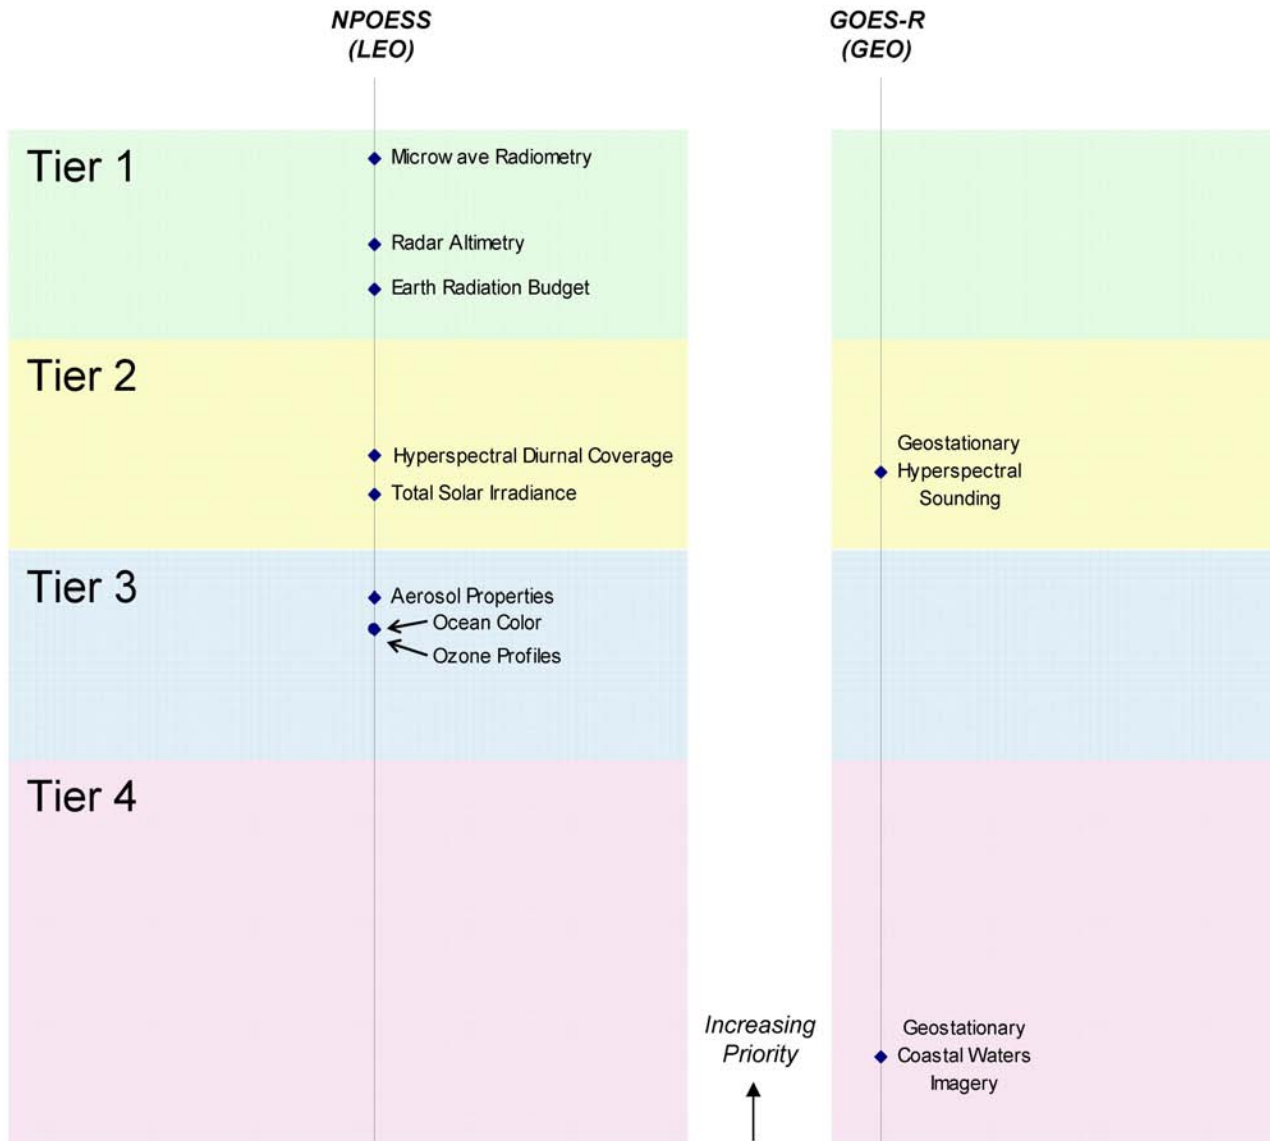 NPOESS
(LEO)
GOES-R
(GEO)
Tier 1
Microwave Radiometry
Radar Altimetry
Earth Radiation Budget
Tier 2
Hyperspectral Diurnal Coverage
Total Solar Irradiance
Geostationary
Hyperspectral
Sounding
Tier 3
Aerosol Properties
Ocean Color
Ozone Profiles
Tier 4
Increasing
Priority
Geostationary
Coastal Waters
Imagery